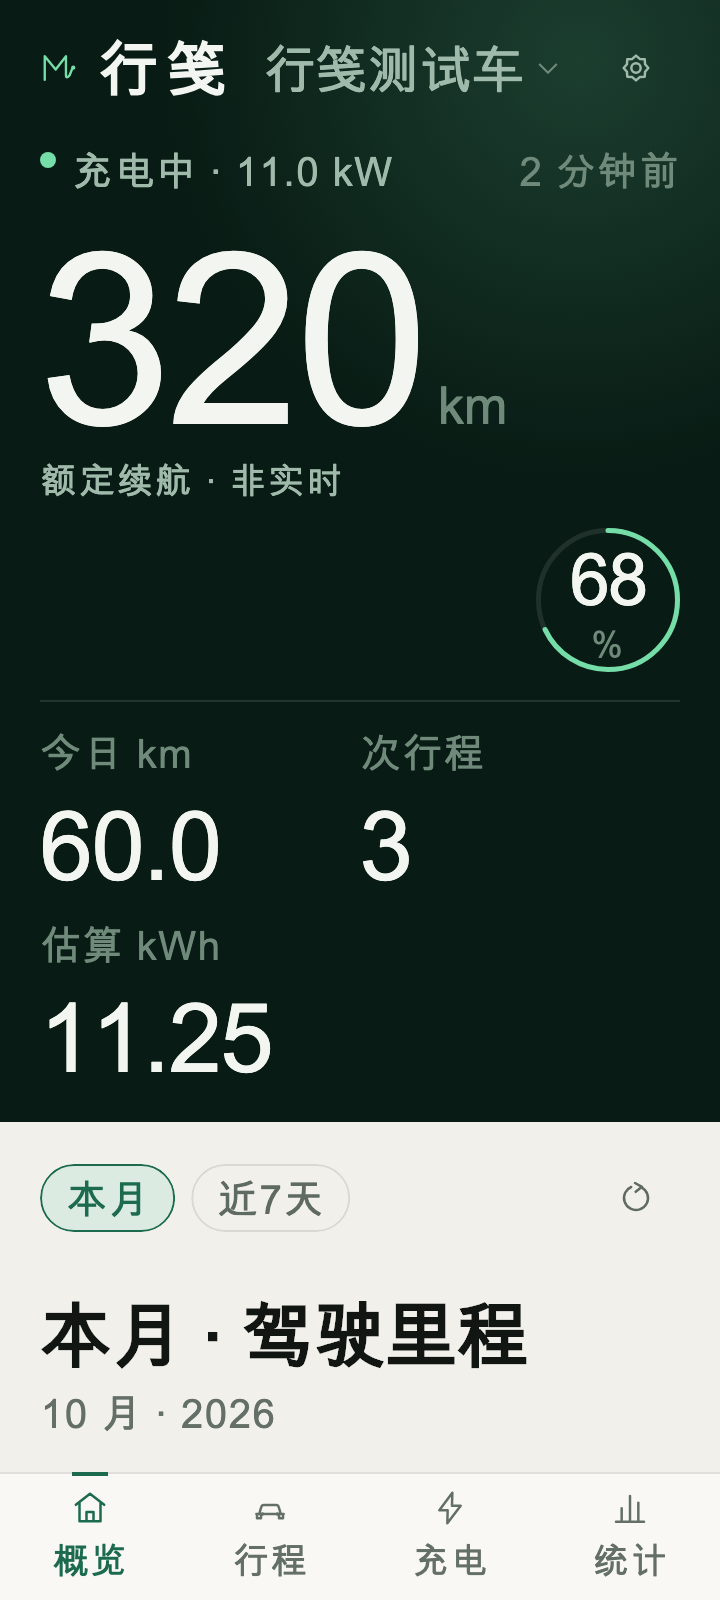 行笺 行笺测试车
充电中 · 11.0 kW 2 分钟前
320 km
额定续航 · 非实时
68
%
今日 km 次行程
60.0 3
估算 kWh
11.25
本月 近7天
本月 · 驾驶里程
10 月 · 2026
概览 行程 充电 统计